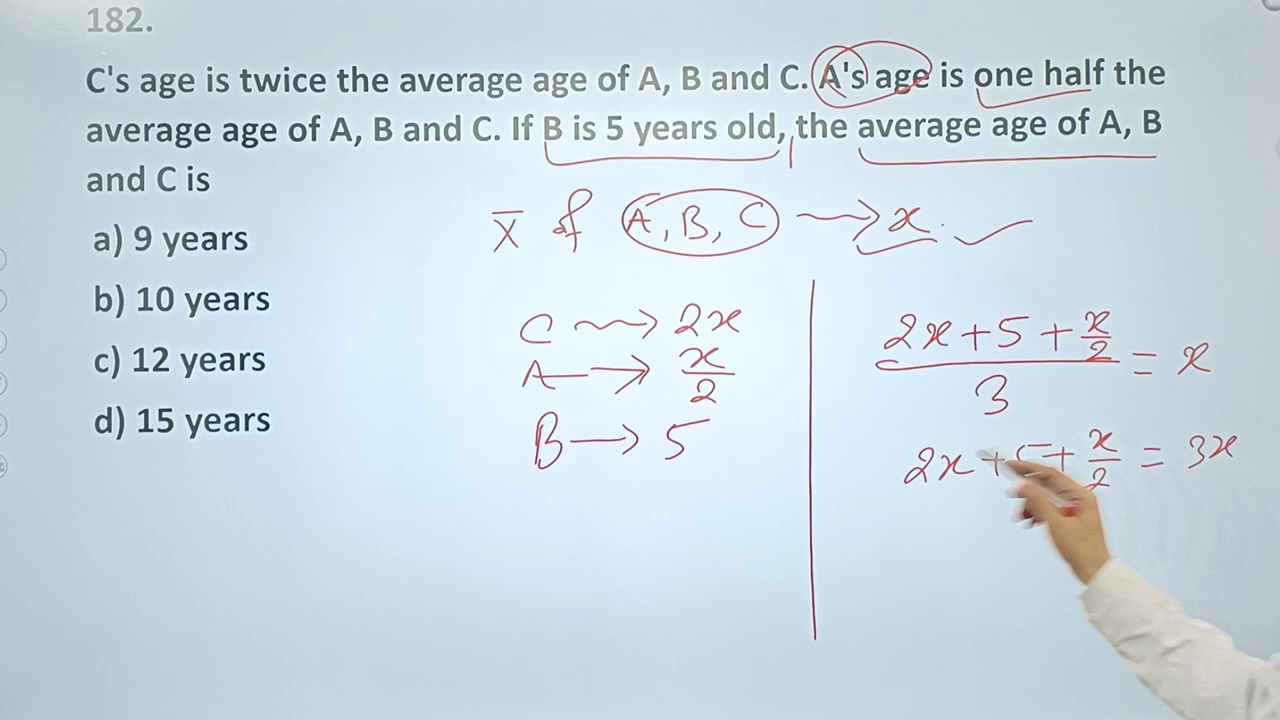 182.
C's age is twice the average age of A, B and C. A's age is one half the
average age of A, B and C. If B is 5 years old, the average age of A, B
and C is
a) 9 years
b) 10 years
c) 12 years
d) 15 years
X̄ of A, B, C → x.
C → 2x
A → x/2
B → 5
(2x+5+x/2)/3 = x
2x+5+x/2 = 3x